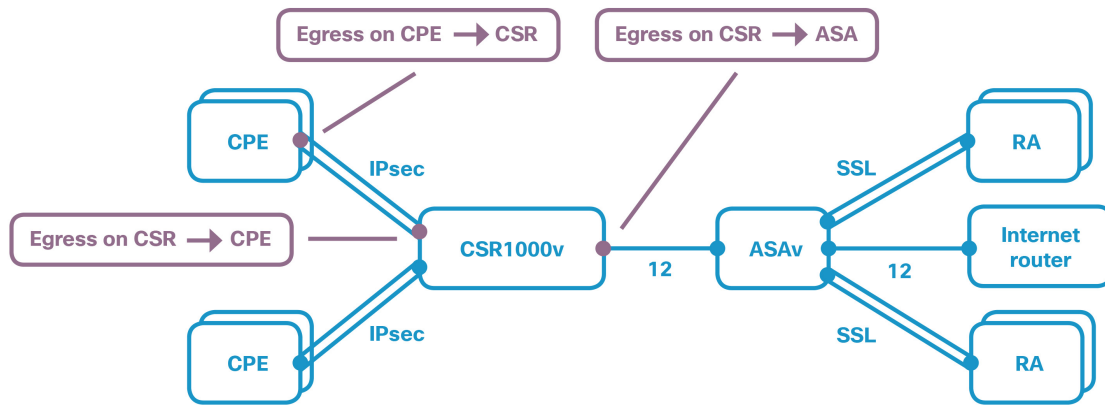 Egress on CPE → CSR
Egress on CSR → ASA
CPE
RA
IPsec
SSL
Egress on CSR → CPE
CSR1000v
12
ASAv
12
Internet
router
IPsec
SSL
CPE
RA